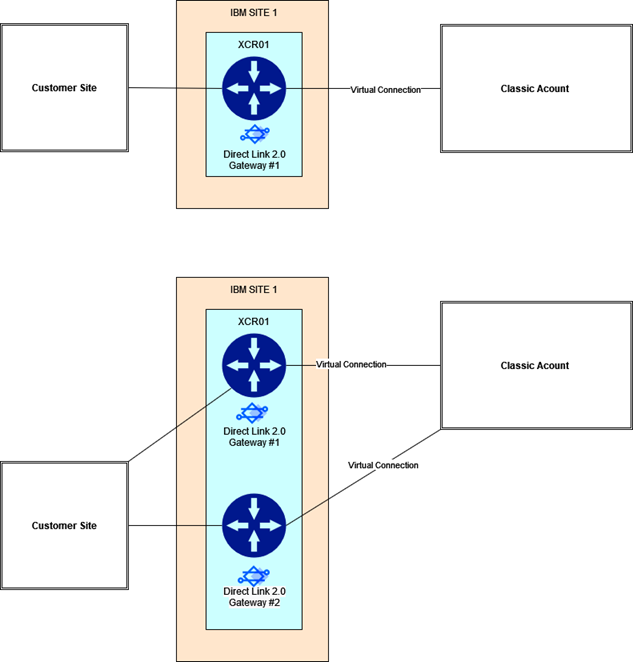 IBM SITE 1
XCR01
Customer Site
Virtual Connection
Classic Acount
Direct Link 2.0
Gateway #1
IBM SITE 1
XCR01
Virtual Connection
Classic Acount
Direct Link 2.0
Gateway #1
Virtual Connection
Customer Site
Direct Link 2.0
Gateway #2